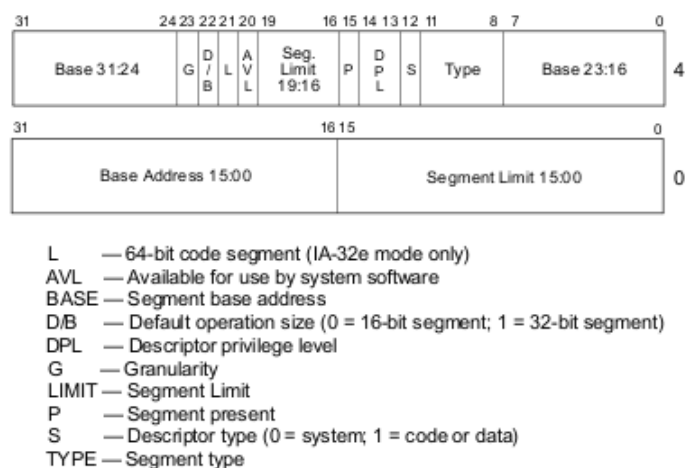 31 24 23 22 21 20 19 16 15 14 13 12 11 8 7 0
Base 31:24 G D/B L AVL Seg. Limit 19:16 P DPL S Type Base 23:16 4
31 16 15 0
Base Address 15:00 Segment Limit 15:00 0
L — 64-bit code segment (IA-32e mode only)
AVL — Available for use by system software
BASE — Segment base address
D/B — Default operation size (0 = 16-bit segment; 1 = 32-bit segment)
DPL — Descriptor privilege level
G — Granularity
LIMIT — Segment Limit
P — Segment present
S — Descriptor type (0 = system; 1 = code or data)
TYPE — Segment type